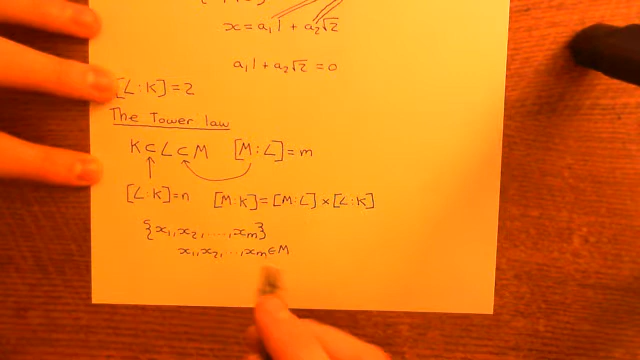 x = a₁1 + a₂√2
a₁1 + a₂√2 = 0
[L:K] = 2
The Tower law
K ⊂ L ⊂ M [M:L] = m
[L:K] = n [M:K] = [M:L] × [L:K]
{x₁, x₂, ..., xₘ}
x₁, x₂, ..., xₘ ∈ M